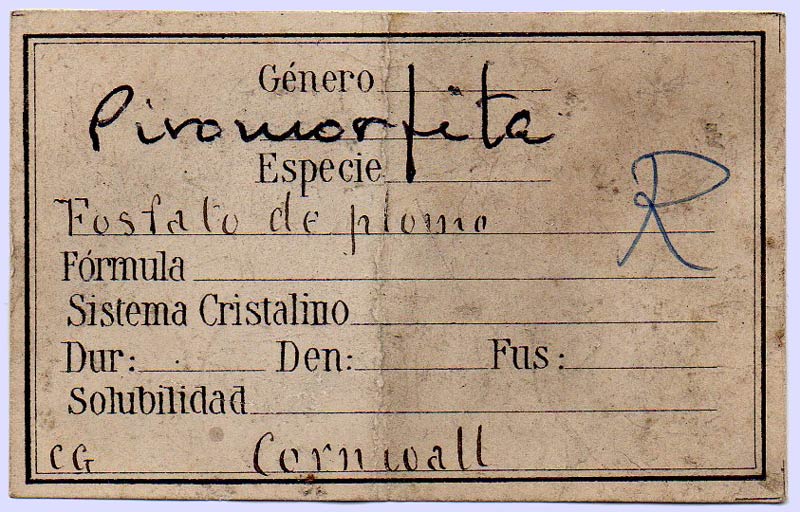 Género
Piromorfita
Especie
Fosfato de plomo
R
Fórmula
Sistema Cristalino
Dur: Den: Fus:
Solubilidad
CG Cornwall